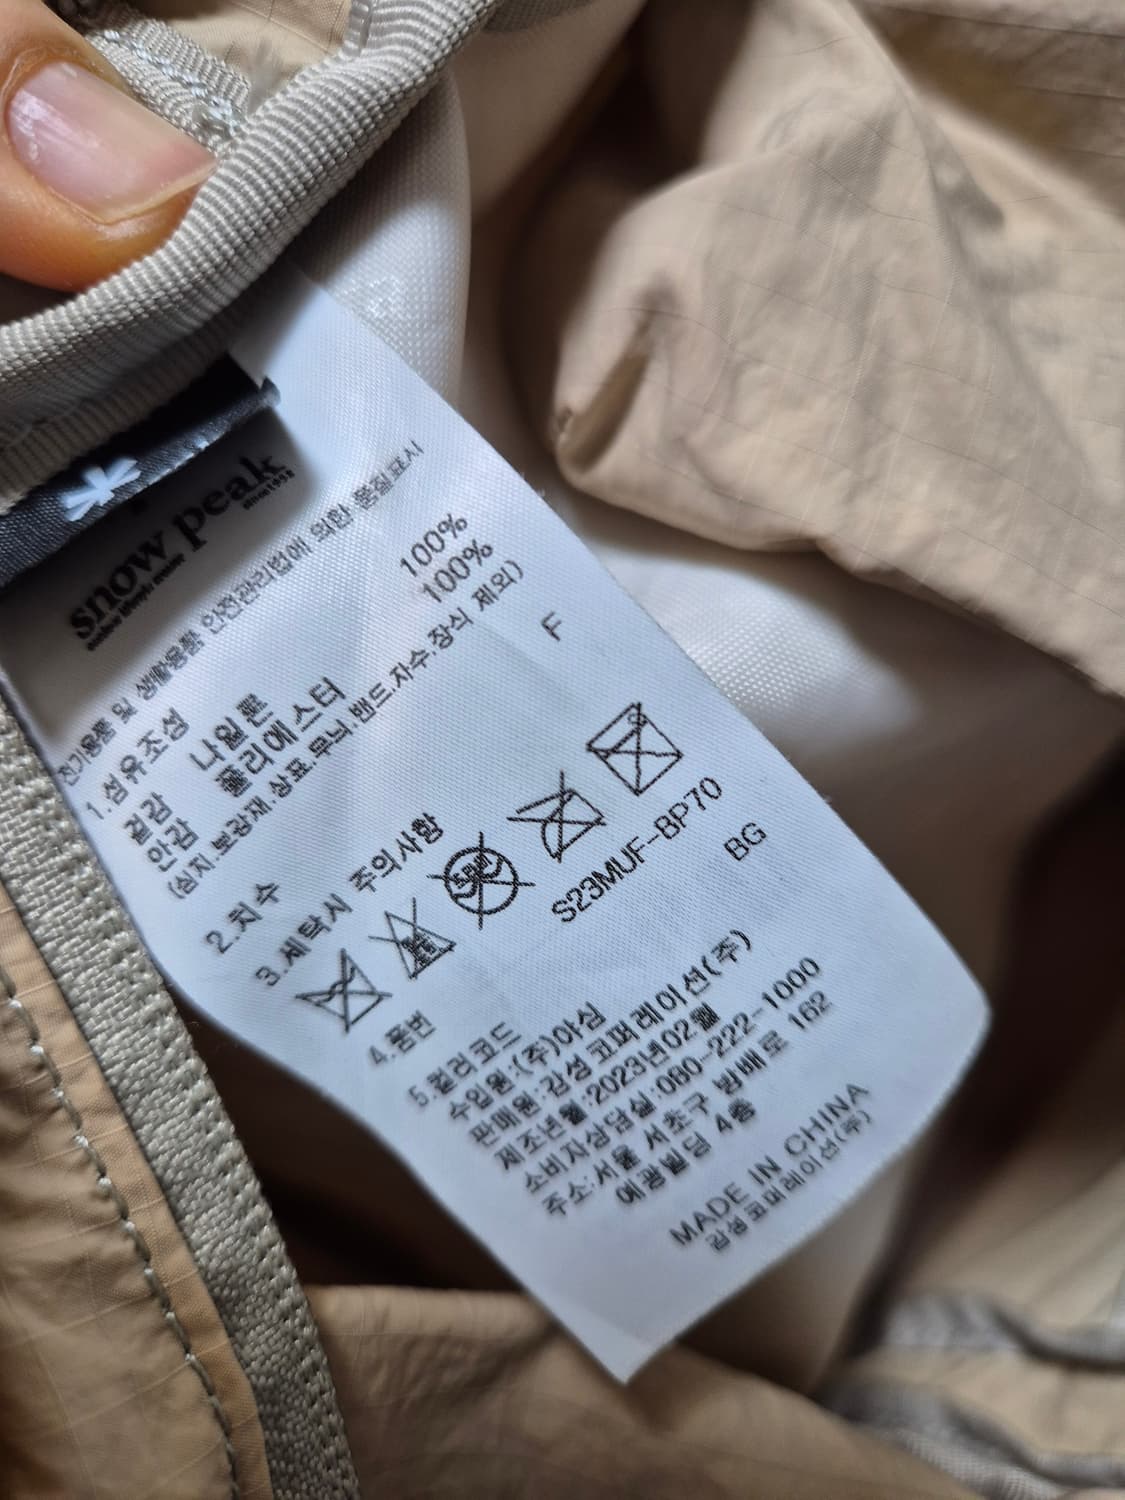 snow peak
since 1958
outdoor lifestyle creator
전기용품 및 생활용품 안전관리법에 의한 품질표시
1.섬유조성
겉감 나일론 100%
안감 폴리에스터 100%
(심지.보강재.상표.무늬 밴드.자수.장식 제외)
2.치수 F
3.세탁시 주의사항
4.품번 S23MUF-BP70
5.컬러코드 BG
수입원:(주)아심
판매원:감성코퍼레이션(주)
제조년월:2023년02월
소비자상담실:080-222-1000
주소:서울 서초구 방배로 162
에광빌딩 4층
MADE IN CHINA
감성코퍼레이션(주)